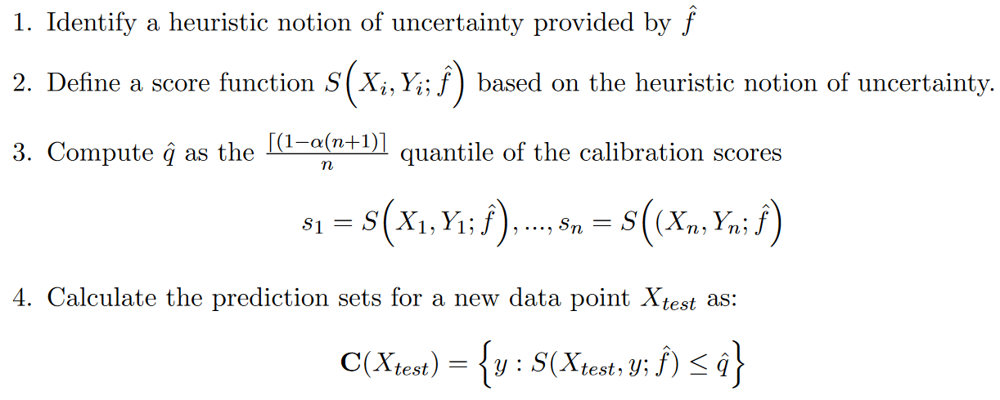 1. Identify a heuristic notion of uncertainty provided by $\hat{f}$
2. Define a score function $S\left(X_i, Y_i; \hat{f}\right)$ based on the heuristic notion of uncertainty.
3. Compute $\hat{q}$ as the $\frac{\lceil(1-\alpha(n+1)\rceil}{n}$ quantile of the calibration scores
$s_1 = S\left(X_1, Y_1; \hat{f}\right), ..., s_n = S\left((X_n, Y_n; \hat{f}\right)$
4. Calculate the prediction sets for a new data point $X_{test}$ as:
$\mathbf{C}(X_{test}) = \left\{y : S(X_{test}, y; \hat{f}) \leq \hat{q}\right\}$